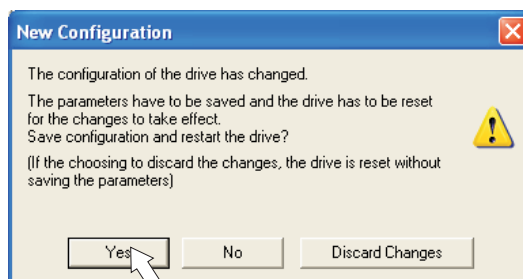 New Configuration
The configuration of the drive has changed.
The parameters have to be saved and the drive has to be reset
for the changes to take effect.
Save configuration and restart the drive?
(If the choosing to discard the changes, the drive is reset without
saving the parameters)
Yes No Discard Changes